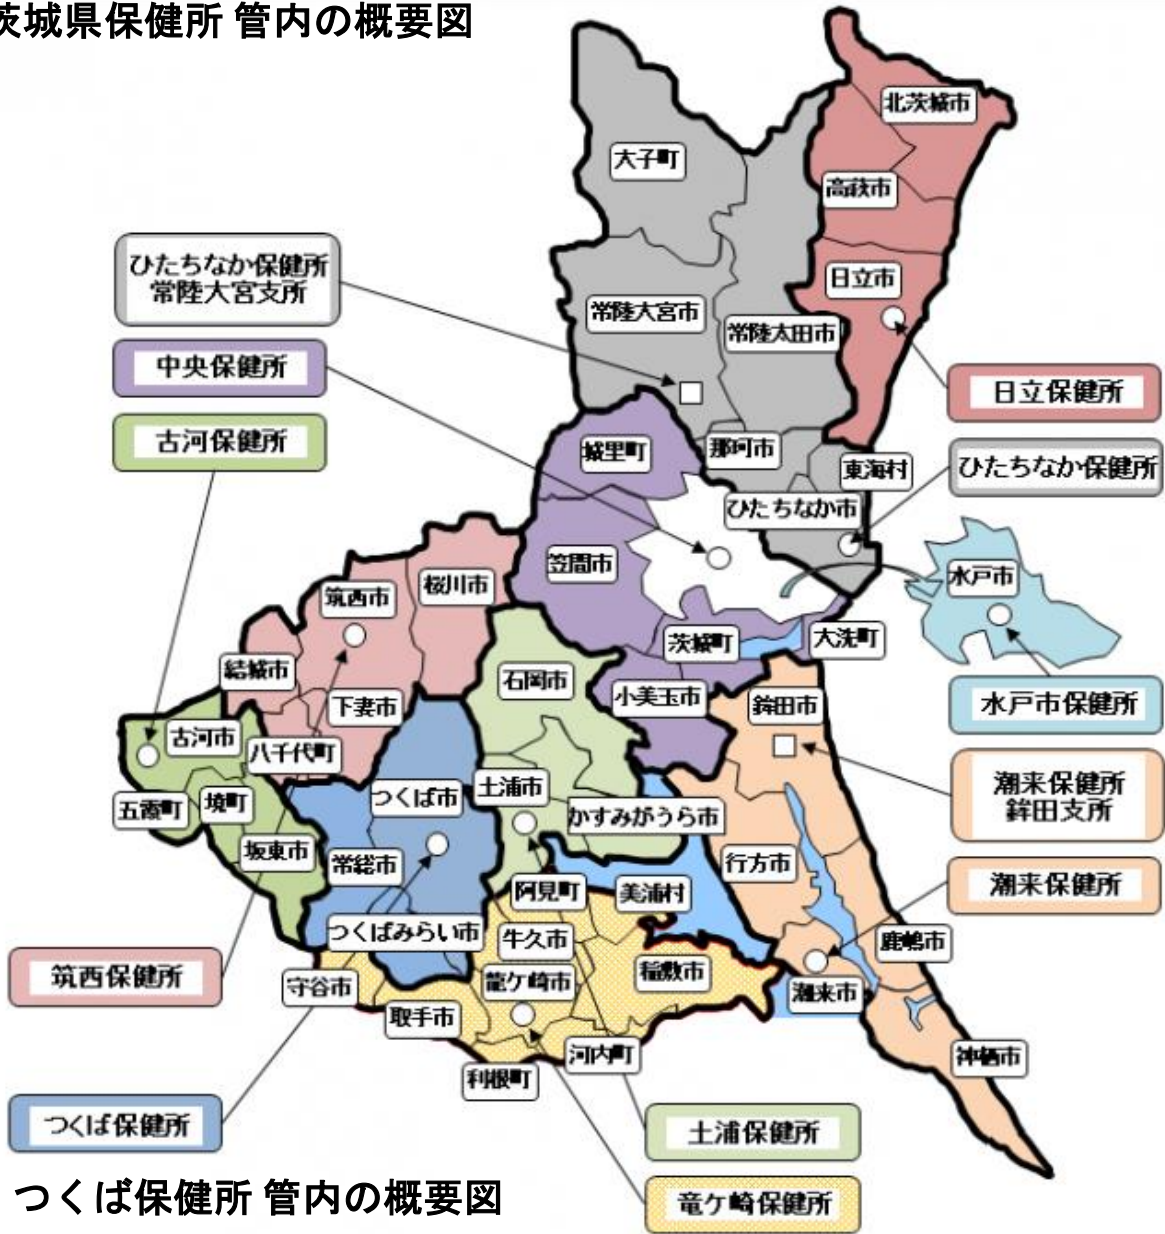 茨城県保健所 管内の概要図
北茨城市
大子町
高萩市
ひたちなか保健所
常陸大宮支所
日立市
常陸大宮市
常陸太田市
中央保健所
日立保健所
古河保健所
城里町
那珂市
東海村
ひたちなか保健所
ひたちなか市
笠間市
水戸市
桜川市
筑西市
茨城町
大洗町
結城市
石岡市
小美玉市
鉾田市
水戸市保健所
下妻市
古河市
八千代町
潮来保健所
鉾田支所
つくば市
土浦市
五霞町
境町
かすみがうら市
坂東市
常総市
行方市
潮来保健所
阿見町
美浦村
つくばみらい市
牛久市
鹿嶋市
筑西保健所
守谷市
龍ケ崎市
稲敷市
潮来市
取手市
河内町
神栖市
利根町
つくば保健所
土浦保健所
つくば保健所 管内の概要図
竜ケ崎保健所